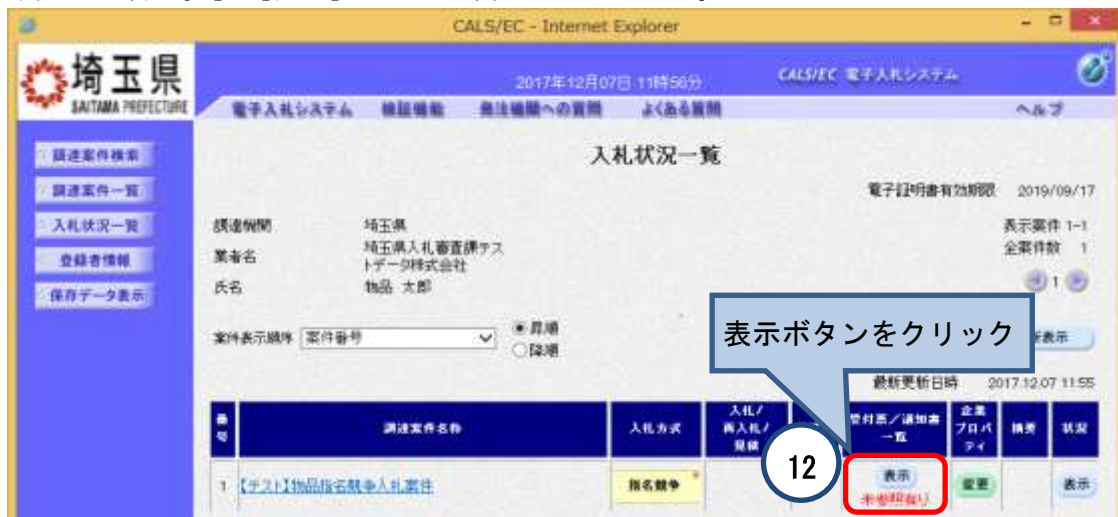 CALS/EC - Internet Explorer
埼玉県
SAITAMA PREFECTURE
2017年12月07日 11時56分
CALS/EC 電子入札システム
電子入札システム 検証機能 発注機関への質問 よくある質問 ヘルプ
調達案件検索
調達案件一覧
入札状況一覧
登録者情報
保存データ表示
入札状況一覧
電子証明書有効期限 2019/09/17
調達機関 埼玉県
表示案件 1-1
業者名 埼玉県入札審査課テス
トデータ株式会社
全案件数 1
氏名 物品 太郎
1
案件表示順序 案件番号
昇順
降順
表示ボタンをクリック
表示
最新更新日時 2017.12.07 11:55
番号 調達案件名称 入札方式 入札/
再入札/
見積
受付票/通知書
一覧
企業
プロパ
ティ
摘要 状況
12
1 【テスト】物品指名競争入札案件 指名競争 * 表示 変更 表示
未参照有り